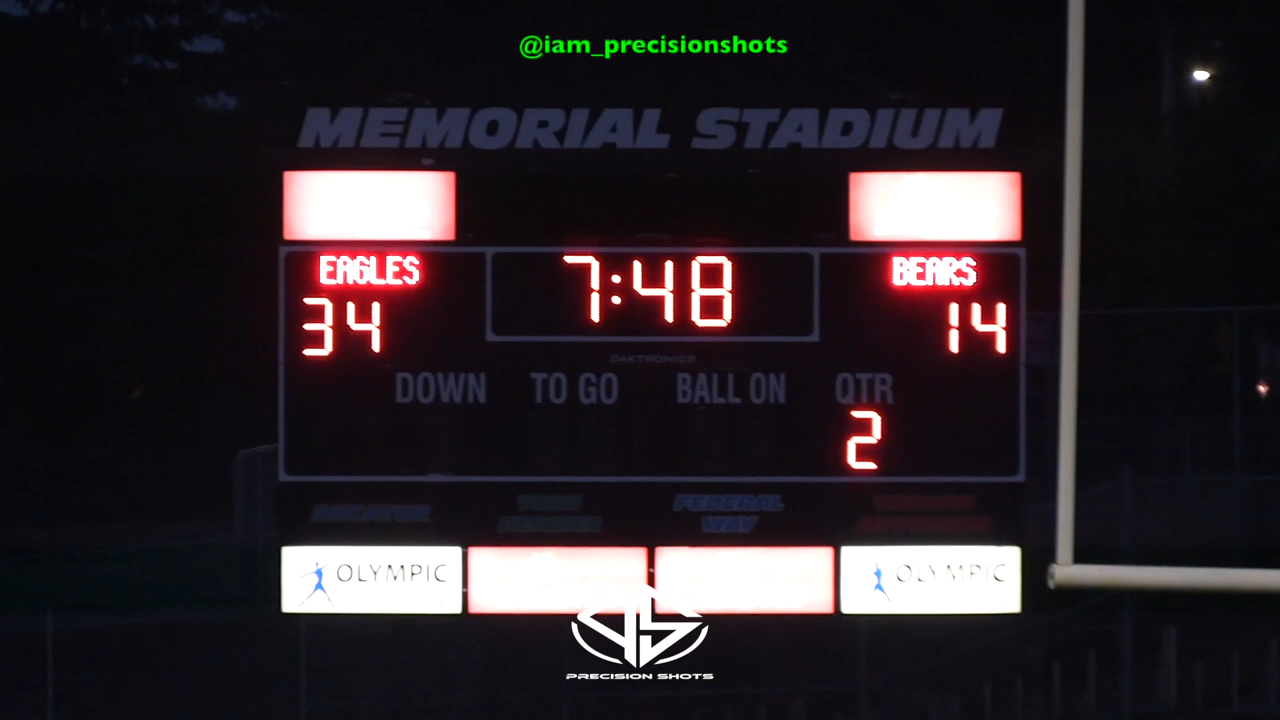 @iam_precisionshots
MEMORIAL STADIUM
EAGLES 7:48 BEARS
34 14
DAKTRONICS
DOWN TO GO BALL ON QTR
2
DECATUR FEDERAL WAY
OLYMPIC OLYMPIC
PRECISION SHOTS